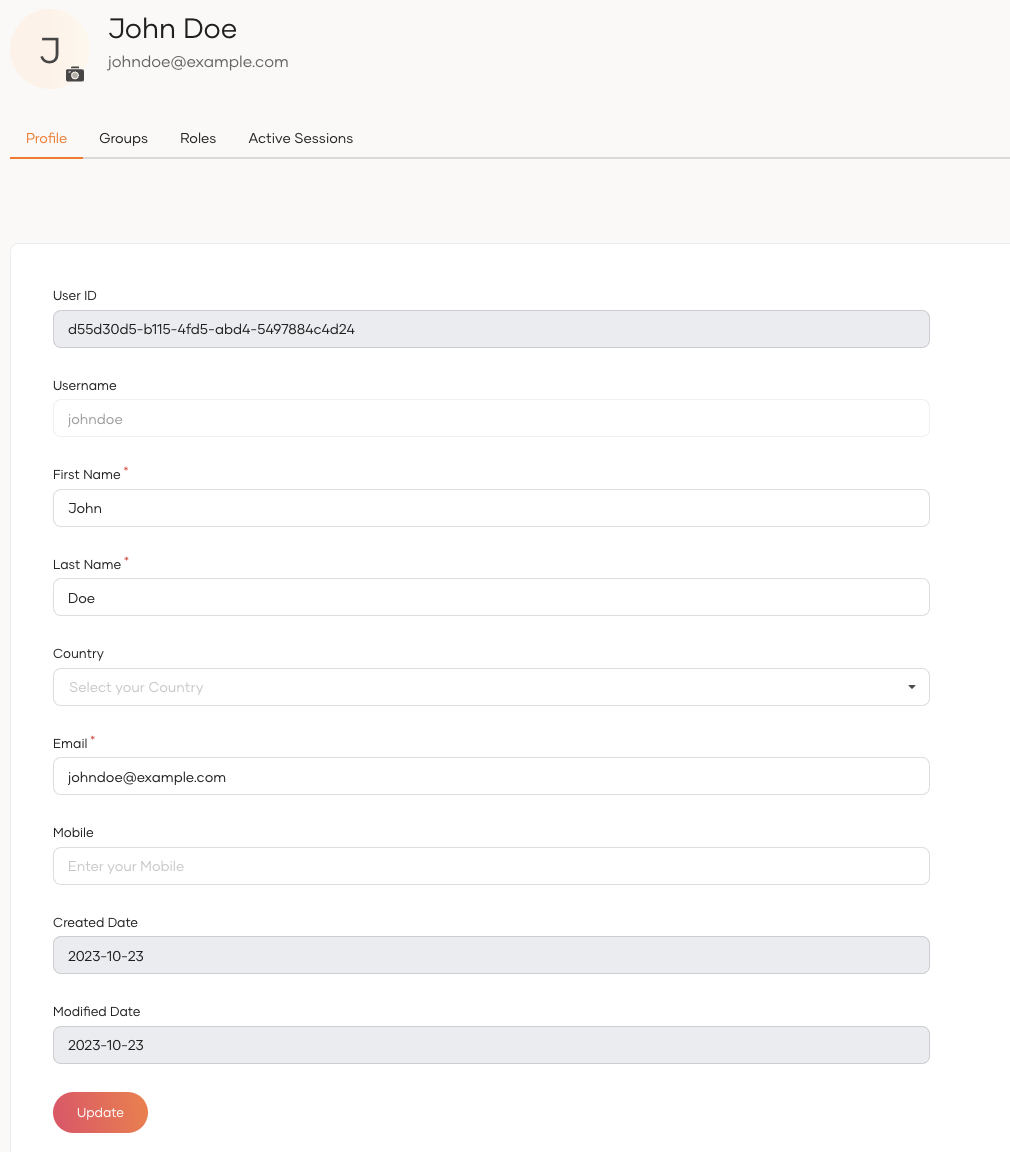 J
John Doe
johndoe@example.com
Profile Groups Roles Active Sessions
User ID
d55d30d5-b115-4fd5-abd4-5497884c4d24
Username
johndoe
First Name *
John
Last Name *
Doe
Country
Select your Country
Email *
johndoe@example.com
Mobile
Enter your Mobile
Created Date
2023-10-23
Modified Date
2023-10-23
Update